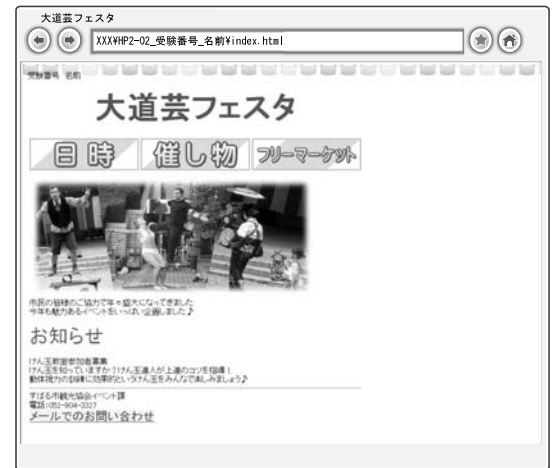 大道芸フェスタ
XXX¥HP2-02_受験番号_名前¥index.html
受験番号 名前
大道芸フェスタ
日時 催し物 フリーマーケット
市民の皆様のご協力で年々盛大になってきました
今年も魅力あるイベントをいっぱい企画しました♪
お知らせ
けん玉教室参加者募集
けん玉を知っていますか？けん玉達人が上達のコツを指導！
動体視力の訓練に効果的というけん玉をみんなで楽しみましょう♪
すばる市観光協会イベント課
電話:052-904-3327
メールでのお問い合わせ